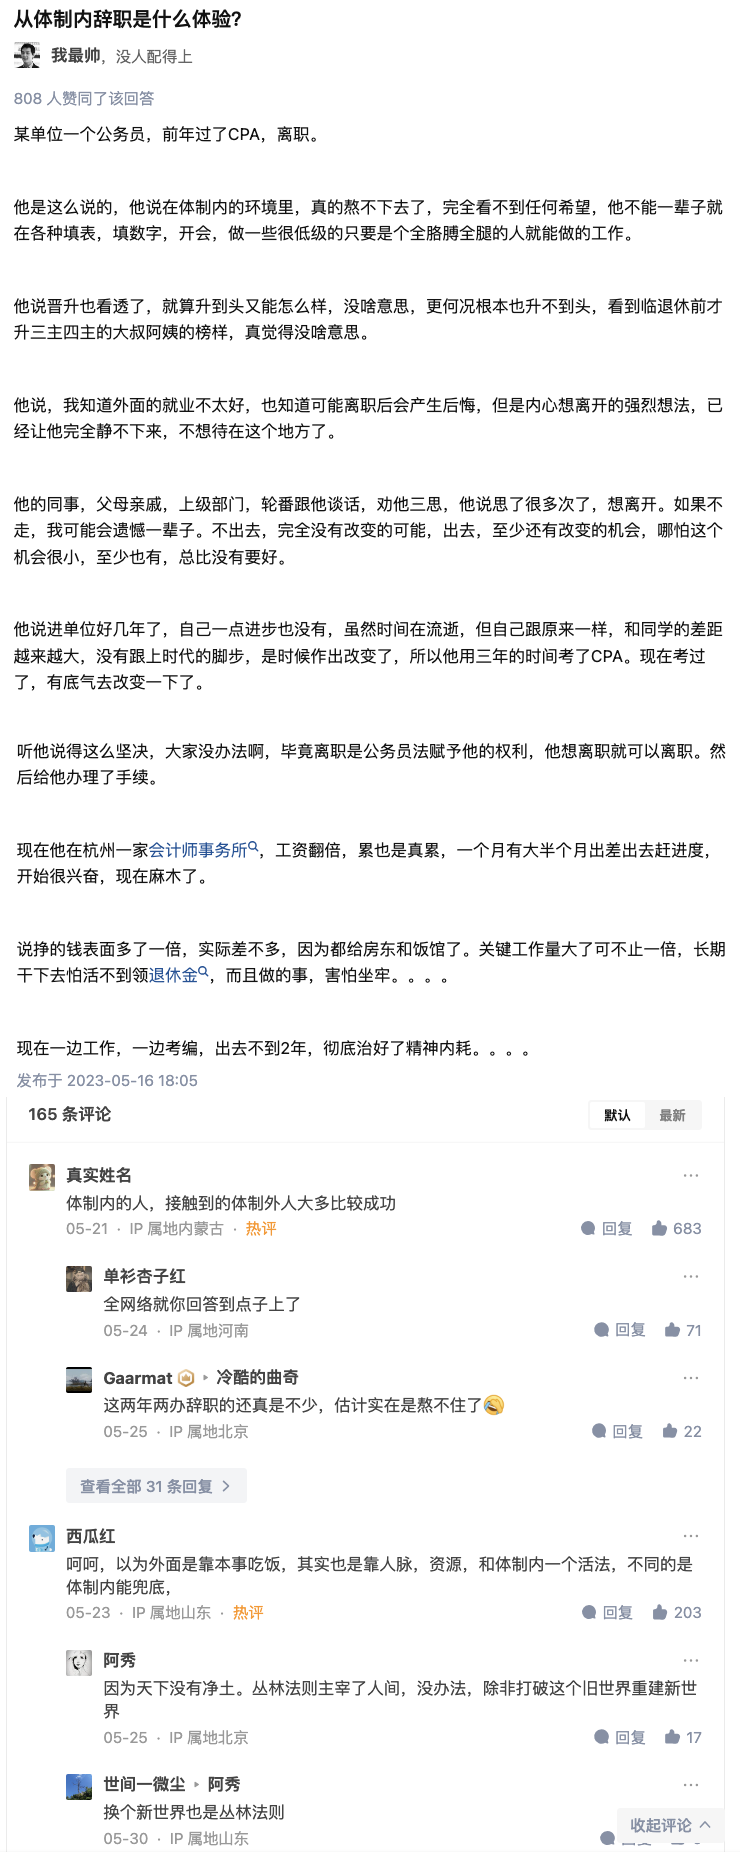 从体制内辞职是什么体验?
我最帅，没人配得上
808 人赞同了该回答
某单位一个公务员，前年过了CPA，离职。
他是这么说的，他说在体制内的环境里，真的熬不下去了，完全看不到任何希望，他不能一辈子就
在各种填表，填数字，开会，做一些很低级的只要是个全胳膊全腿的人就能做的工作。
他说晋升也看透了，就算升到头又能怎么样，没啥意思，更何况根本也升不到头，看到临退休前才
升三主四主的大叔阿姨的榜样，真觉得没啥意思。
他说，我知道外面的就业不太好，也知道可能离职后会产生后悔，但是内心想离开的强烈想法，已
经让他完全静不下来，不想待在这个地方了。
他的同事，父母亲戚，上级部门，轮番跟他谈话，劝他三思，他说思了很多次了，想离开。如果不
走，我可能会遗憾一辈子。不出去，完全没有改变的可能，出去，至少还有改变的机会，哪怕这个
机会很小，至少也有，总比没有要好。
他说进单位好几年了，自己一点进步也没有，虽然时间在流逝，但自己跟原来一样，和同学的差距
越来越大，没有跟上时代的脚步，是时候作出改变了，所以他用三年的时间考了CPA。现在考过
了，有底气去改变一下了。
听他说得这么坚决，大家没办法啊，毕竟离职是公务员法赋予他的权利，他想离职就可以离职。然
后给他办理了手续。
现在他在杭州一家会计师事务所，工资翻倍，累也是真累，一个月有大半个月出差出去赶进度，
开始很兴奋，现在麻木了。
说挣的钱表面多了一倍，实际差不多，因为都给房东和饭馆了。关键工作量大了可不止一倍，长期
干下去怕活不到领退休金，而且做的事，害怕坐牢。。。。
现在一边工作，一边考编，出去不到2年，彻底治好了精神内耗。。。。
发布于 2023-05-16 18:05
165 条评论 默认 最新
真实姓名
体制内的人，接触到的体制外人大多比较成功
05-21 · IP 属地内蒙古 · 热评 回复 683
单衫杏子红
全网络就你回答到点子上了
05-24 · IP 属地河南 回复 71
Gaarmat 冷酷的曲奇
这两年两办辞职的还真是不少，估计实在是熬不住了
05-25 · IP 属地北京 回复 22
查看全部 31 条回复
西瓜红
呵呵，以为外面是靠本事吃饭，其实也是靠人脉，资源，和体制内一个活法，不同的是
体制内能兜底，
05-23 · IP 属地山东 · 热评 回复 203
阿秀
因为天下没有净土。丛林法则主宰了人间，没办法，除非打破这个旧世界重建新世
界
05-25 · IP 属地北京 回复 17
世间一微尘 阿秀
换个新世界也是丛林法则
05-30 · IP 属地山东
收起评论